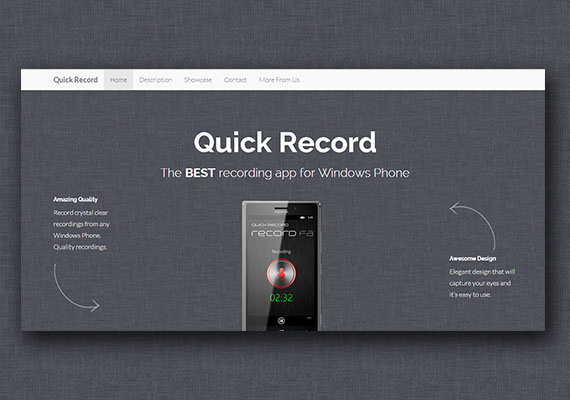 Quick Record Home Description Showcase Contact More From Us
Quick Record
The BEST recording app for Windows Phone
Amazing Quality
Record crystal clear
recordings from any
Windows Phone.
Quality recordings.
QUICK RECORD
record fa
Recording
02:32
Awesome Design
Elegant design that will
capture your eyes and
it's easy to use.